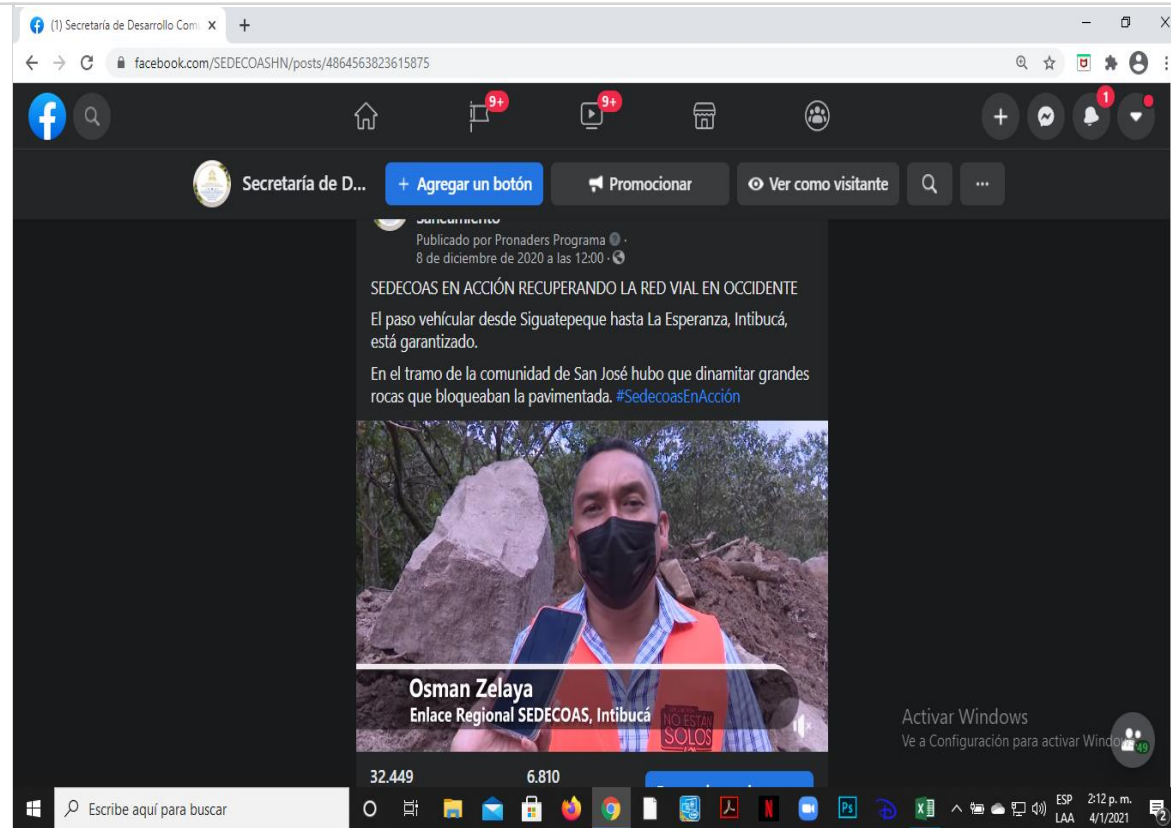 (1) Secretaría de Desarrollo Com
facebook.com/SEDECOASHN/posts/4864563823615875
9+
9+
1
Secretaría de D...
+ Agregar un botón
Promocionar
Ver como visitante
Saneamiento
Publicado por Pronaders Programa
8 de diciembre de 2020 a las 12:00
SEDECOAS EN ACCIÓN RECUPERANDO LA RED VIAL EN OCCIDENTE
El paso vehícular desde Siguatepeque hasta La Esperanza, Intibucá,
está garantizado.
En el tramo de la comunidad de San José hubo que dinamitar grandes
rocas que bloqueaban la pavimentada. #SedecoasEnAcción
Osman Zelaya
Enlace Regional SEDECOAS, Intibucá
NO ESTÁN
SOLOS
Activar Windows
Ve a Configuración para activar Windo
49
32.449
6.810
Escribe aquí para buscar
Ps
ESP
LAA
2:12 p. m.
4/1/2021
2